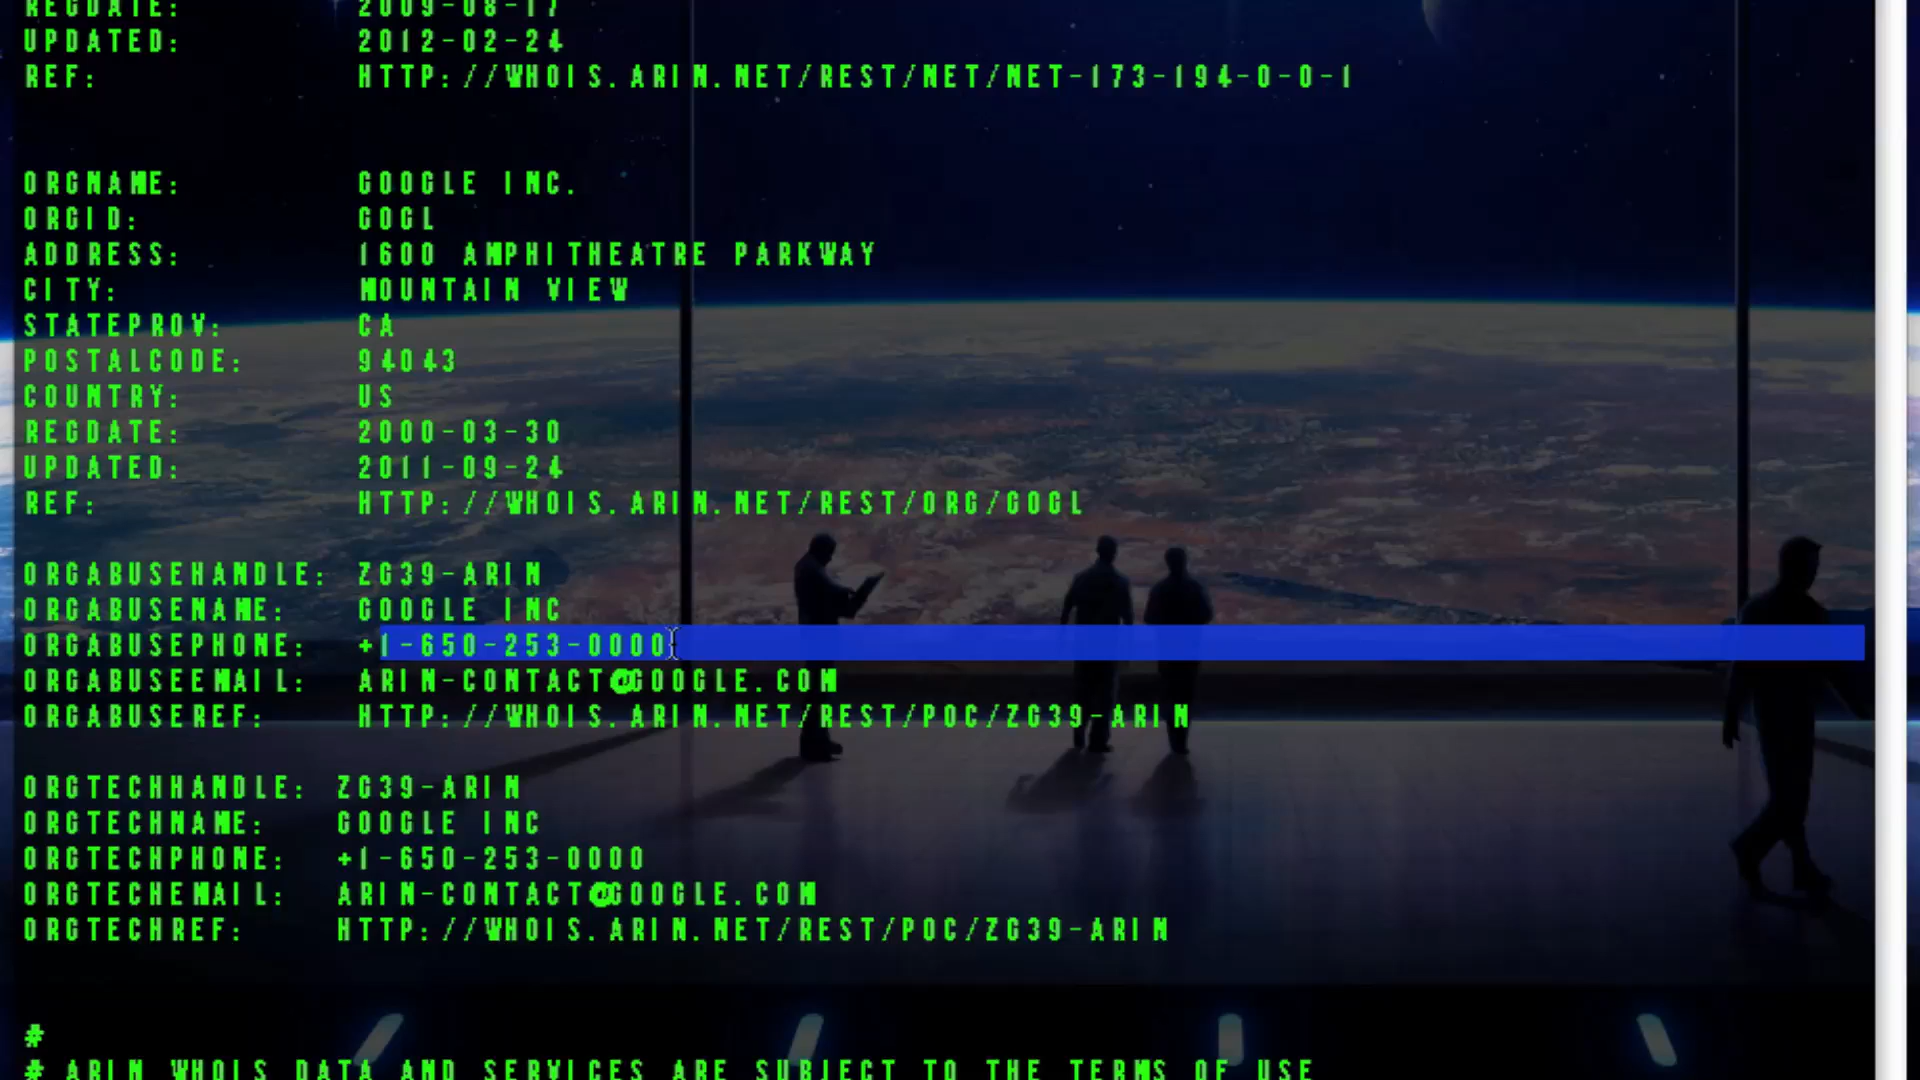 REGDATE: 2009-08-17
UPDATED: 2012-02-24
REF: HTTP://WHOIS.ARIN.NET/REST/NET/NET-173-194-0-0-1
ORGNAME: GOOGLE INC.
ORGID: GOGL
ADDRESS: 1600 AMPHITHEATRE PARKWAY
CITY: MOUNTAIN VIEW
STATEPROV: CA
POSTALCODE: 94043
COUNTRY: US
REGDATE: 2000-03-30
UPDATED: 2011-09-24
REF: HTTP://WHOIS.ARIN.NET/REST/ORG/GOGL
ORGABUSEHANDLE: ZG39-ARIN
ORGABUSENAME: GOOGLE INC
ORGABUSEPHONE: +1-650-253-0000
ORGABUSEEMAIL: ARIN-CONTACT@GOOGLE.COM
ORGABUSEREF: HTTP://WHOIS.ARIN.NET/REST/POC/ZG39-ARIN
ORGTECHHANDLE: ZG39-ARIN
ORGTECHNAME: GOOGLE INC
ORGTECHPHONE: +1-650-253-0000
ORGTECHEMAIL: ARIN-CONTACT@GOOGLE.COM
ORGTECHREF: HTTP://WHOIS.ARIN.NET/REST/POC/ZG39-ARIN
#
# ARIN WHOIS DATA AND SERVICES ARE SUBJECT TO THE TERMS OF USE